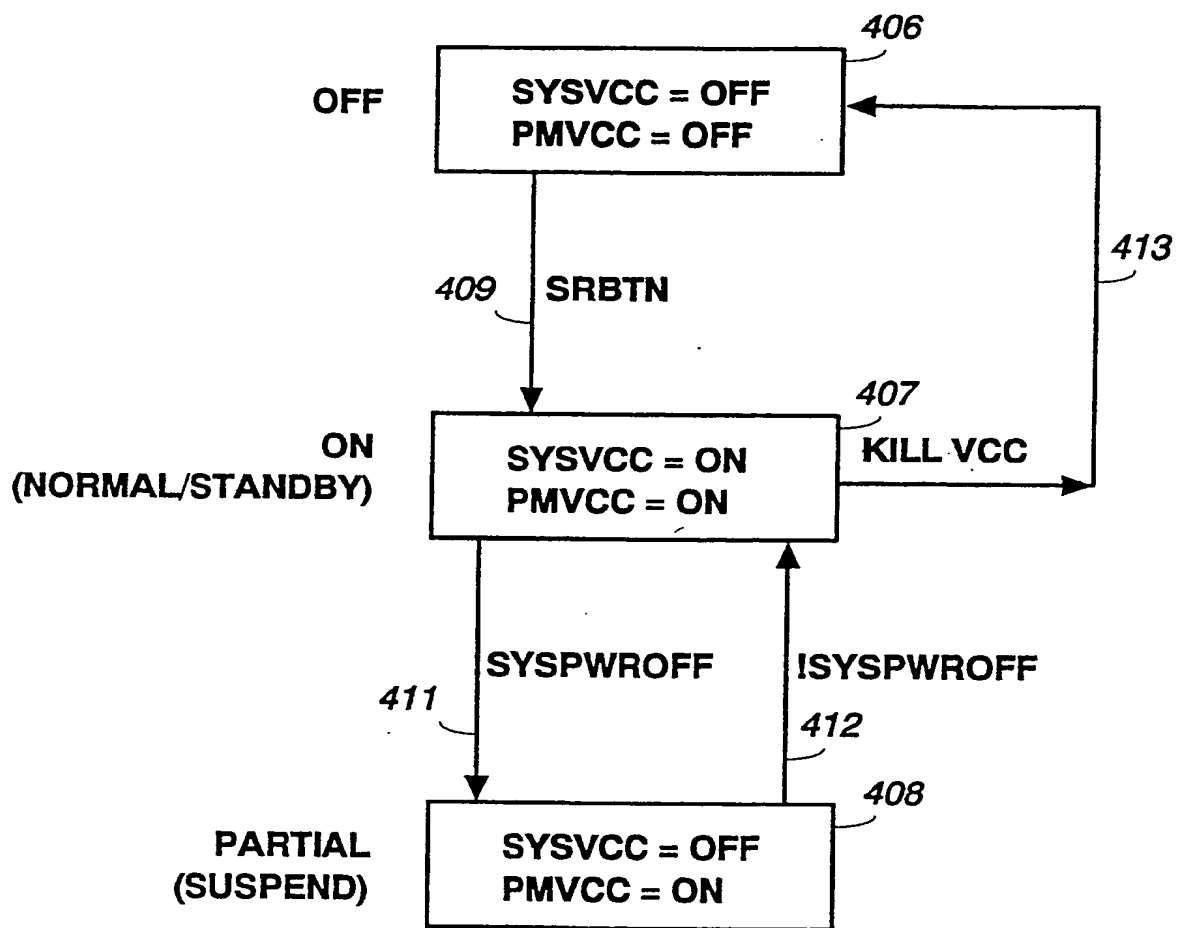 406
OFF
SYSVCC = OFF
PMVCC = OFF
413
409
SRBTN
407
ON
(NORMAL/STANDBY)
SYSVCC = ON
PMVCC = ON
KILL VCC
SYSPWROFF
!SYSPWROFF
411
412
408
PARTIAL
(SUSPEND)
SYSVCC = OFF
PMVCC = ON